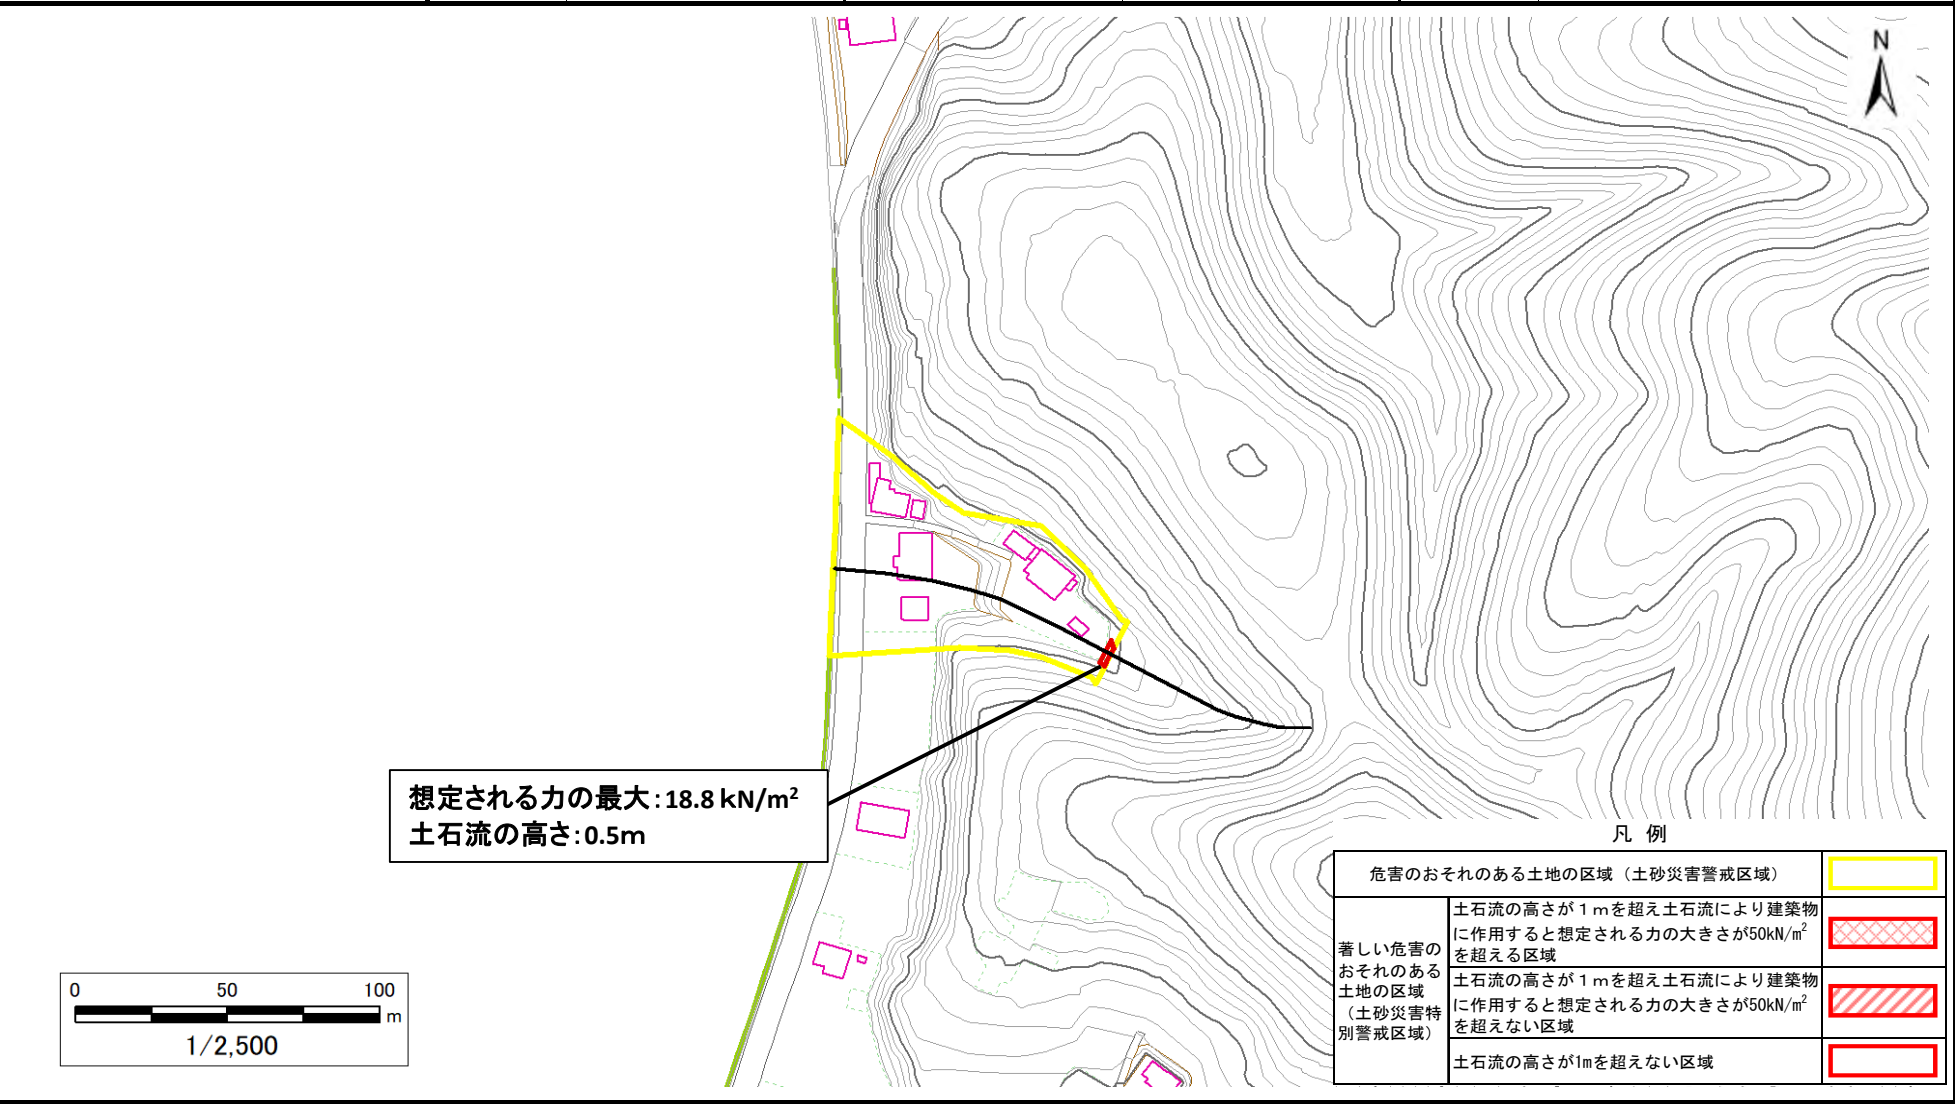 N
想定される力の最大:18.8kN/m²
土石流の高さ:0.5m
0 50 100
m
1/2,500
凡 例
危害のおそれのある土地の区域（土砂災害警戒区域）
著しい危害の
おそれのある
土地の区域
（土砂災害特
別警戒区域）
土石流の高さが１ｍを超え土石流により建築物
に作用すると想定される力の大きさが50kN/㎡
を超える区域
土石流の高さが１ｍを超え土石流により建築物
に作用すると想定される力の大きさが50kN/㎡
を超えない区域
土石流の高さが1mを超えない区域